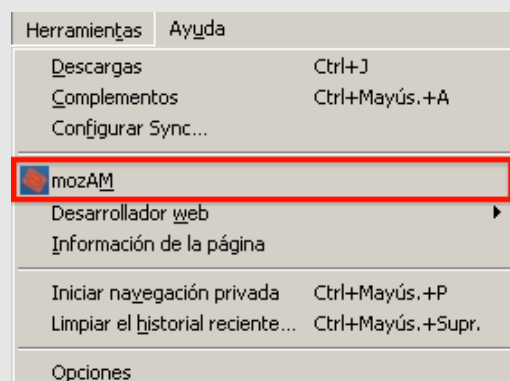 Herramientas Ayuda
Descargas Ctrl+J
Complementos Ctrl+Mayús.+A
Configurar Sync...
mozAM
Desarrollador web
Información de la página
Iniciar navegación privada Ctrl+Mayús.+P
Limpiar el historial reciente... Ctrl+Mayús.+Supr.
Opciones